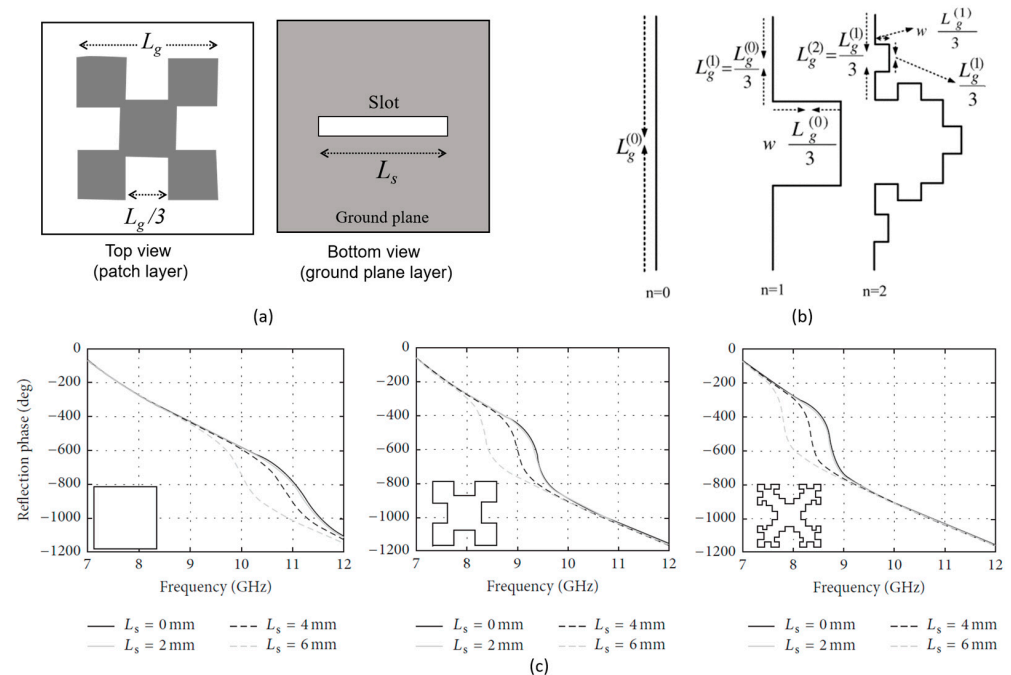 (a)
L_g
L_g/3
Top view
(patch layer)
Slot
L_s
Ground plane
Bottom view
(ground plane layer)
(b)
L_g^(0)
n=0
L_g^(1)=L_g^(0)/3
w L_g^(0)/3
n=1
L_g^(2)=L_g^(1)/3
w L_g^(1)/3
L_g^(1)/3
n=2
(a)
(b)
Reflection phase (deg)
0
−200
−400
−600
−800
−1000
−1200
7 8 9 10 11 12
Frequency (GHz)
L_s = 0 mm L_s = 4 mm
L_s = 2 mm L_s = 6 mm
0
−200
−400
−600
−800
−1000
−1200
7 8 9 10 11 12
Frequency (GHz)
L_s = 0 mm L_s = 4 mm
L_s = 2 mm L_s = 6 mm
0
−200
−400
−600
−800
−1000
−1200
7 8 9 10 11 12
Frequency (GHz)
L_s = 0 mm L_s = 4 mm
L_s = 2 mm L_s = 6 mm
(c)